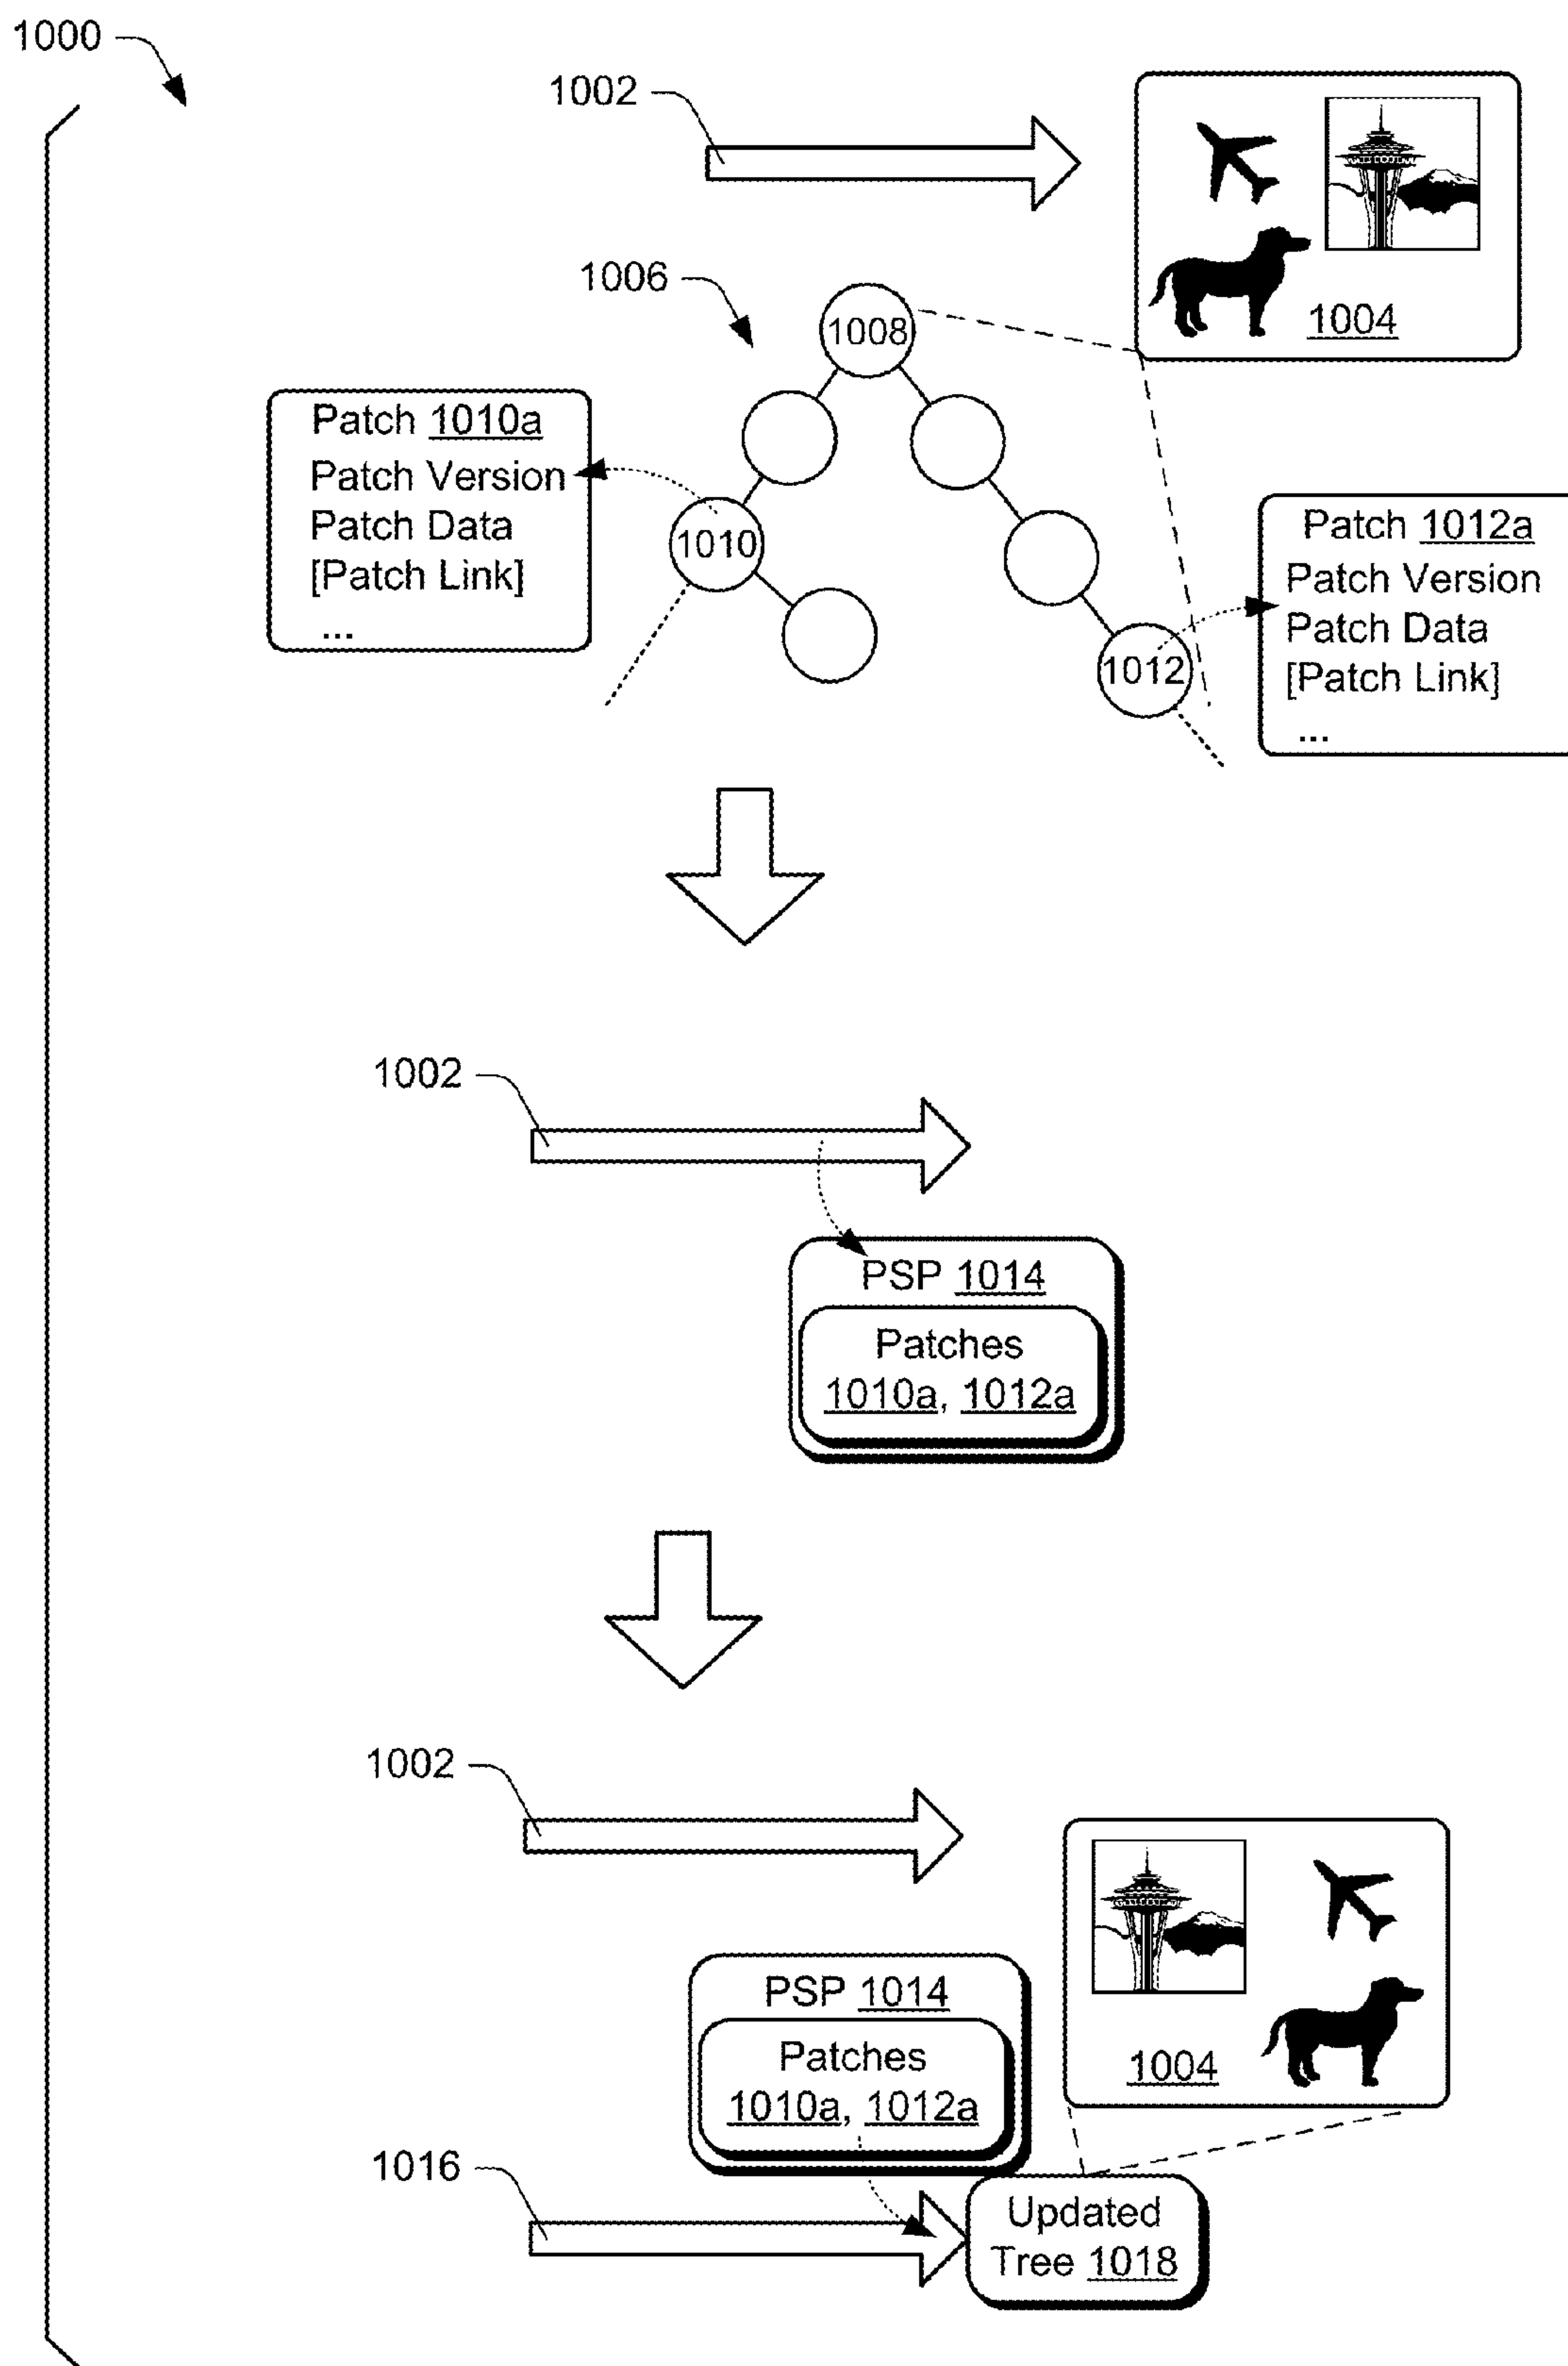 1000
1002
1006
1008
1004
Patch 1010a
Patch Version
Patch Data
[Patch Link]
...
1010
Patch 1012a
Patch Version
Patch Data
[Patch Link]
...
1012
1002
PSP 1014
Patches
1010a, 1012a
1002
PSP 1014
Patches
1010a, 1012a
1004
1016
Updated
Tree 1018